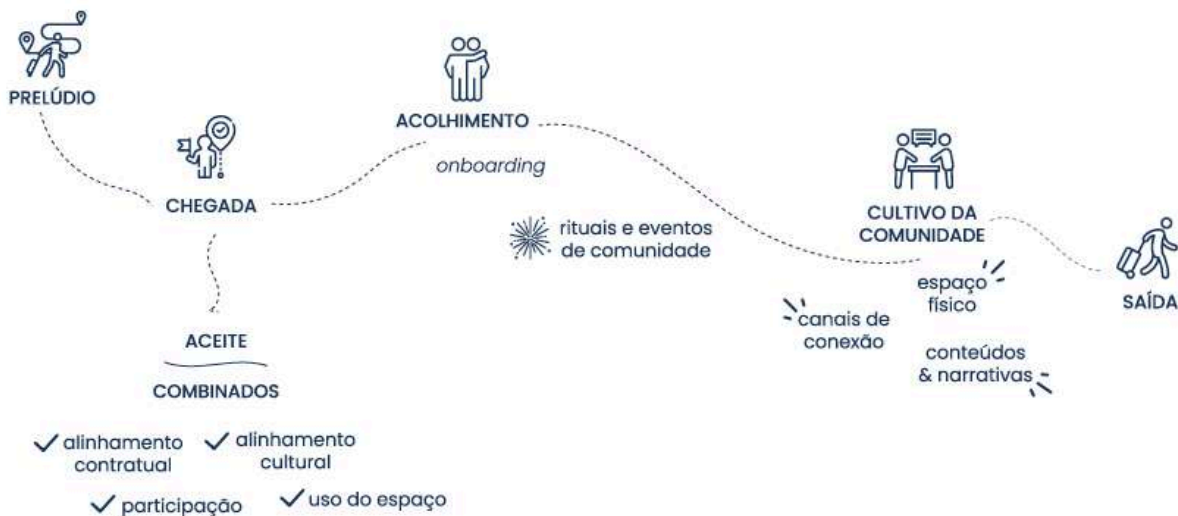 PRELÚDIO
CHEGADA
ACEITE
COMBINADOS
alinhamento
contratual
alinhamento
cultural
participação
uso do espaço
ACOLHIMENTO
onboarding
rituais e eventos
de comunidade
CULTIVO DA
COMUNIDADE
espaço
físico
canais de
conexão
conteúdos
& narrativas
SAÍDA